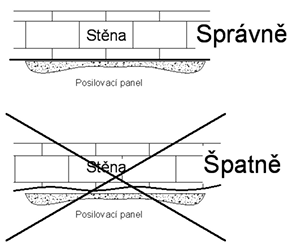 Stěna Správně
Posilovací panel
Stěna Špatně
Posilovací panel